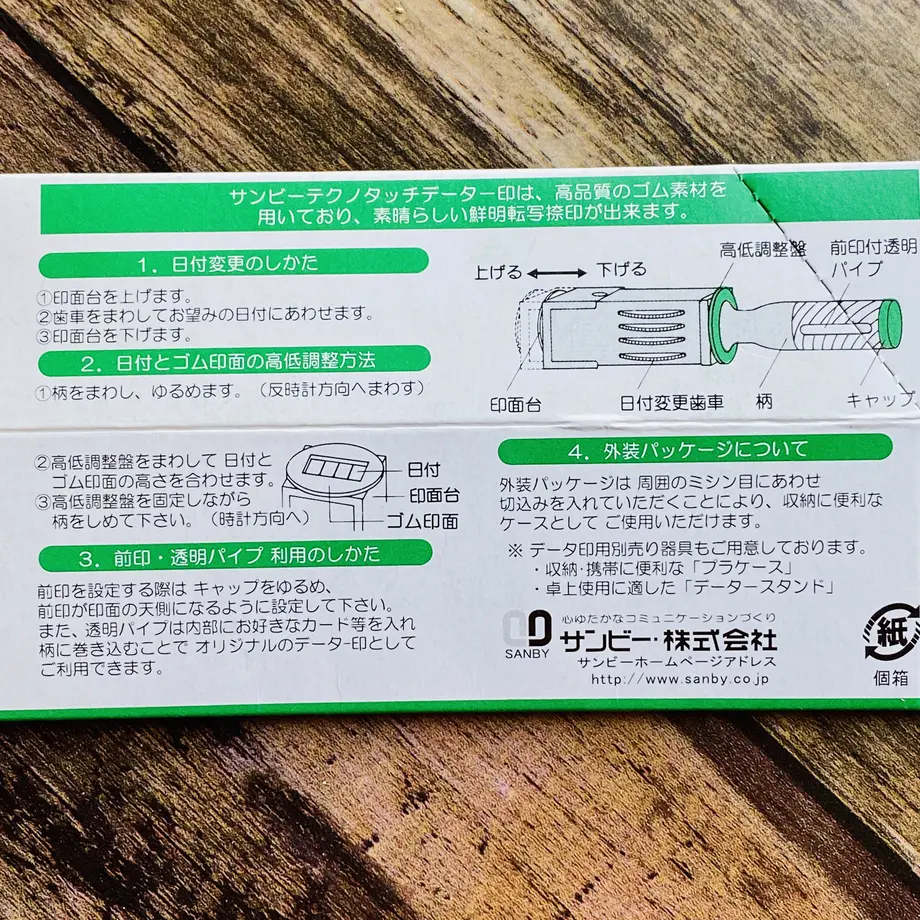 サンビーテクノタッチデーター印は、高品質のゴム素材を
用いており、素晴らしい鮮明転写捺印が出来ます。
1. 日付変更のしかた
①印面台を上げます。
②歯車をまわしてお望みの日付にあわせます。
③印面台を下げます。
2. 日付とゴム印面の高低調整方法
①柄をまわし、ゆるめます。（反時計方向へまわす）
上げる
下げる
高低調整盤
前印付透明
パイプ
印面台
日付変更歯車
柄
キャップ
②高低調整盤をまわして 日付と
ゴム印面の高さを合わせます。
③高低調整盤を固定しながら
柄をしめて下さい。（時計方向へ）
日付
印面台
ゴム印面
3. 前印・透明パイプ 利用のしかた
前印を設定する際は キャップをゆるめ、
前印が印面の天側になるように設定して下さい。
また、透明パイプは内部にお好きなカード等を入れ
柄に巻き込むことで オリジナルのデータ-印として
ご利用できます。
4. 外装パッケージについて
外装パッケージは 周囲のミシン目にあわせ
切込みを入れていただくことにより、収納に便利な
ケースとして ご使用いただけます。
※ データ印用別売り器具もご用意しております。
・収納・携帯に便利な「プラケース」
・卓上使用に適した「データースタンド」
心ゆたかなコミュニケーションづくり
SANBY
サンビー・株式会社
サンビーホームページアドレス
http://www.sanby.co.jp
紙
個箱